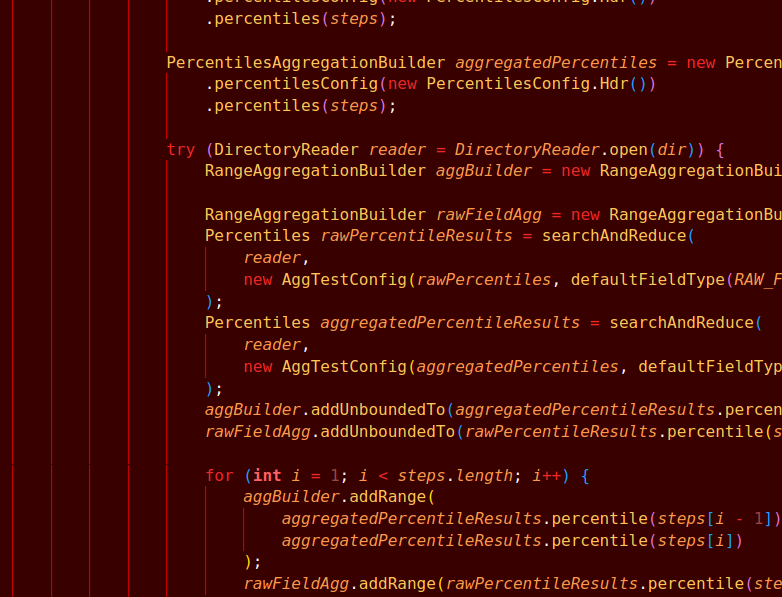 .percentilesConfig(new PercentilesConfig.Hdr())
.percentiles(steps);
PercentilesAggregationBuilder aggregatedPercentiles = new Percen
.percentilesConfig(new PercentilesConfig.Hdr())
.percentiles(steps);
try (DirectoryReader reader = DirectoryReader.open(dir)) {
RangeAggregationBuilder aggBuilder = new RangeAggregationBui
RangeAggregationBuilder rawFieldAgg = new RangeAggregationBu
Percentiles rawPercentileResults = searchAndReduce(
reader,
new AggTestConfig(rawPercentiles, defaultFieldType(RAW_F
);
Percentiles aggregatedPercentileResults = searchAndReduce(
reader,
new AggTestConfig(aggregatedPercentiles, defaultFieldTyp
);
aggBuilder.addUnboundedTo(aggregatedPercentileResults.percen
rawFieldAgg.addUnboundedTo(rawPercentileResults.percentile(s
for (int i = 1; i < steps.length; i++) {
aggBuilder.addRange(
aggregatedPercentileResults.percentile(steps[i - 1])
aggregatedPercentileResults.percentile(steps[i])
);
rawFieldAgg.addRange(rawPercentileResults.percentile(ste